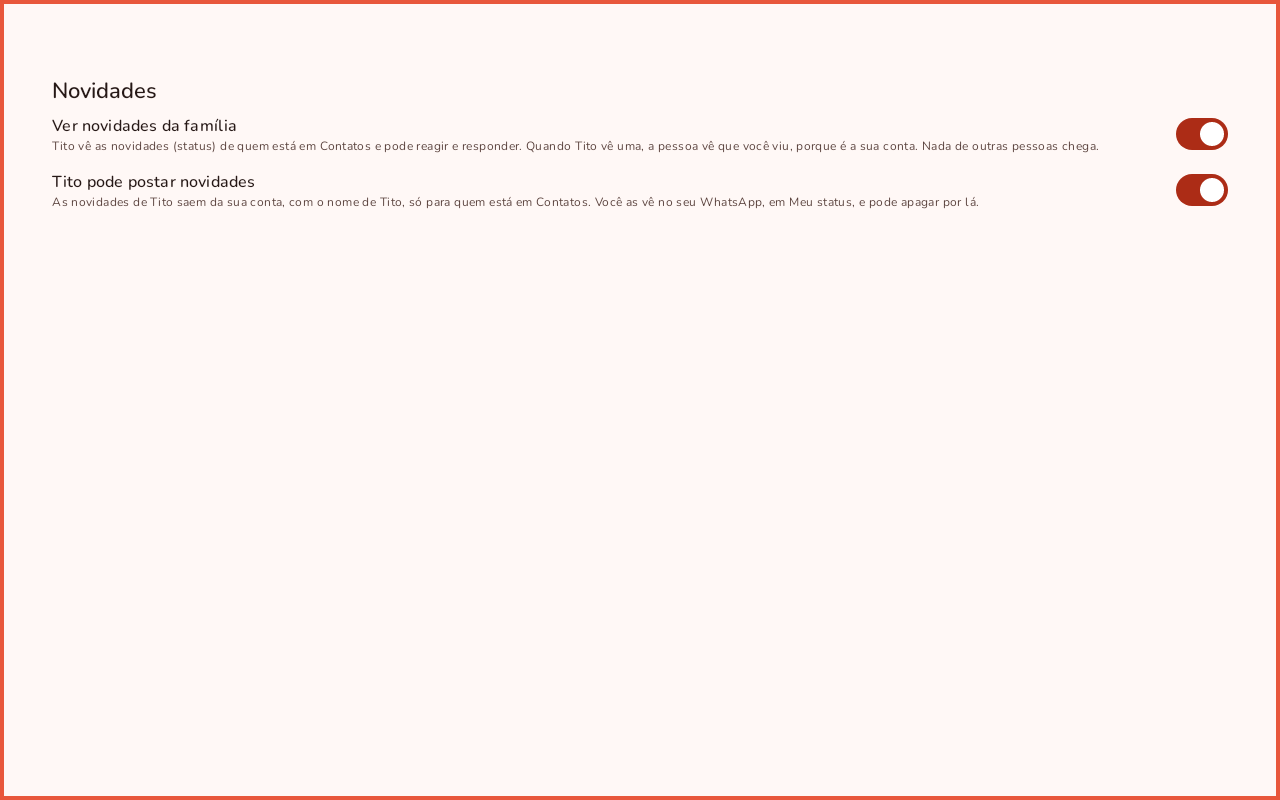 Novidades
Ver novidades da família
Tito vê as novidades (status) de quem está em Contatos e pode reagir e responder. Quando Tito vê uma, a pessoa vê que você viu, porque é a sua conta. Nada de outras pessoas chega.
Tito pode postar novidades
As novidades de Tito saem da sua conta, com o nome de Tito, só para quem está em Contatos. Você as vê no seu WhatsApp, em Meu status, e pode apagar por lá.